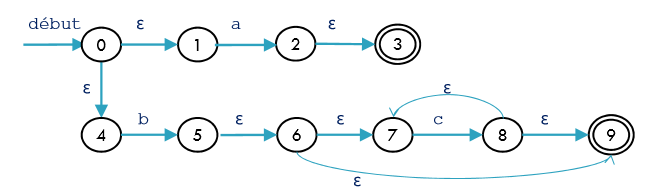 début ε a ε
0 1 2 3
ε ε
b ε ε c ε
4 5 6 7 8 9
ε